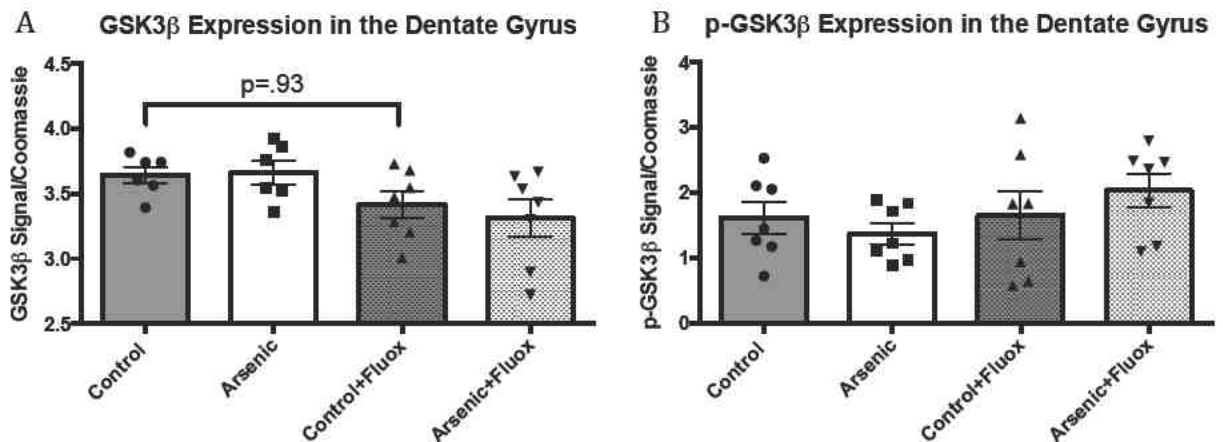 A
GSK3β Expression in the Dentate Gyrus
GSK3β Signal/Coomassie
4.5
4.0
3.5
3.0
2.5
p=.93
Control
Arsenic
Control+Fluox
Arsenic+Fluox
B
p-GSK3β Expression in the Dentate Gyrus
p-GSK3β Signal/Coomassie
4
3
2
1
0
Control
Arsenic
Control+Fluox
Arsenic+Fluox